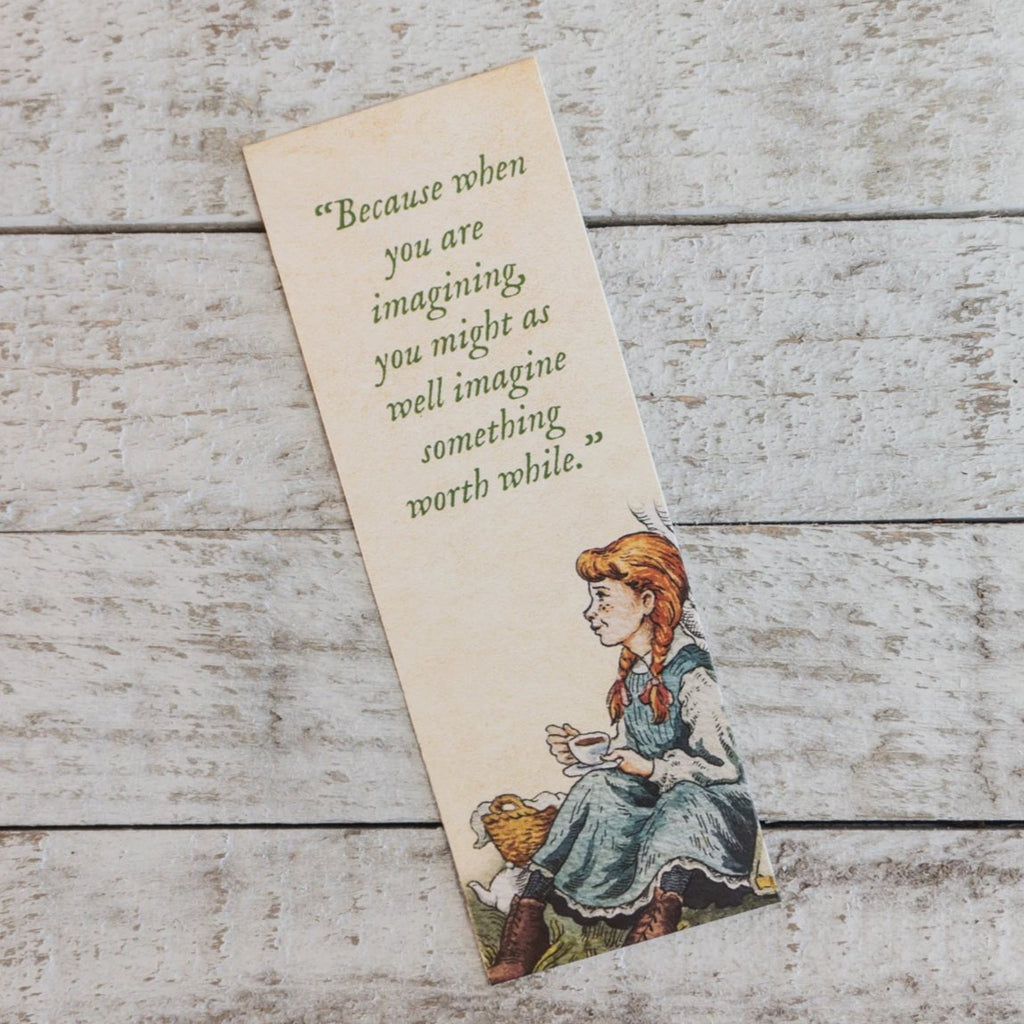 “Because when
you are
imagining,
you might as
well imagine
something
worth while.”